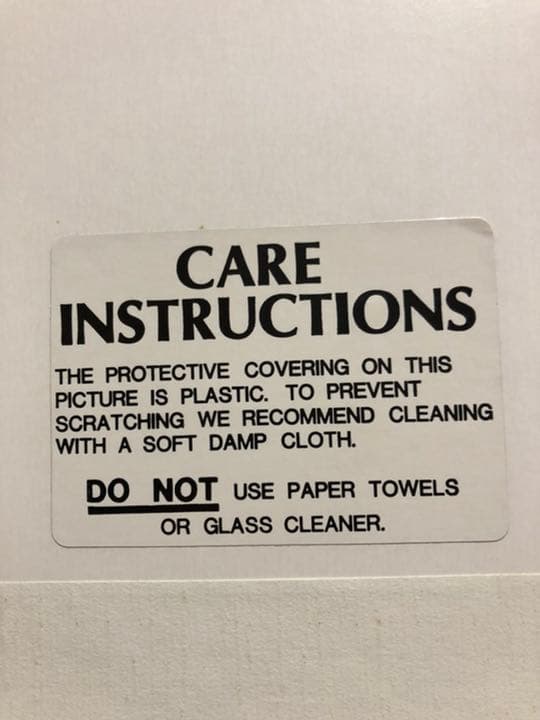 CARE
INSTRUCTIONS
THE PROTECTIVE COVERING ON THIS
PICTURE IS PLASTIC. TO PREVENT
SCRATCHING WE RECOMMEND CLEANING
WITH A SOFT DAMP CLOTH.
DO NOT USE PAPER TOWELS
OR GLASS CLEANER.